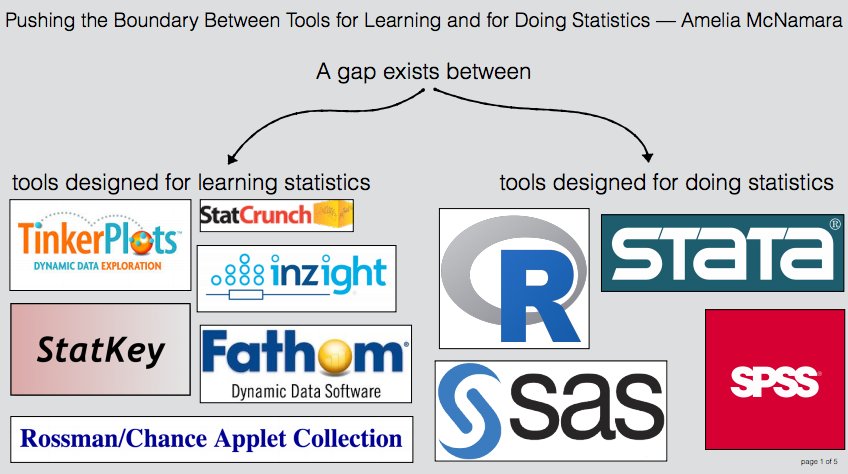 Pushing the Boundary Between Tools for Learning and for Doing Statistics — Amelia McNamara
A gap exists between
tools designed for learning statistics
TinkerPlots™
DYNAMIC DATA EXPLORATION
StatCrunch
inzight
StatKey
Fathom®
Dynamic Data Software
Rossman/Chance Applet Collection
tools designed for doing statistics
R
STATA®
sas
SPSS®
page 1 of 5